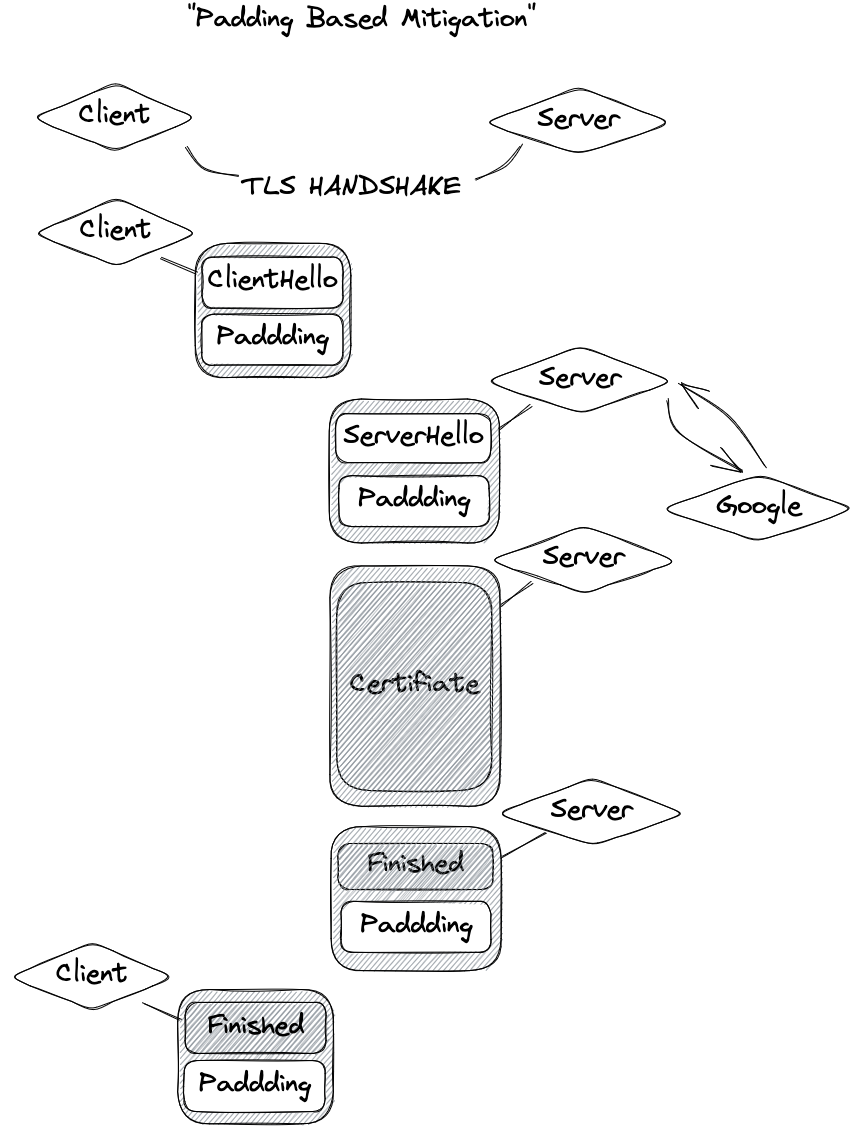 "Padding Based Mitigation"
Client
Server
TLS HANDSHAKE
Client
ClientHello
Paddding
Server
ServerHello
Paddding
Google
Server
Certifiate
Server
Finished
Paddding
Client
Finished
Paddding